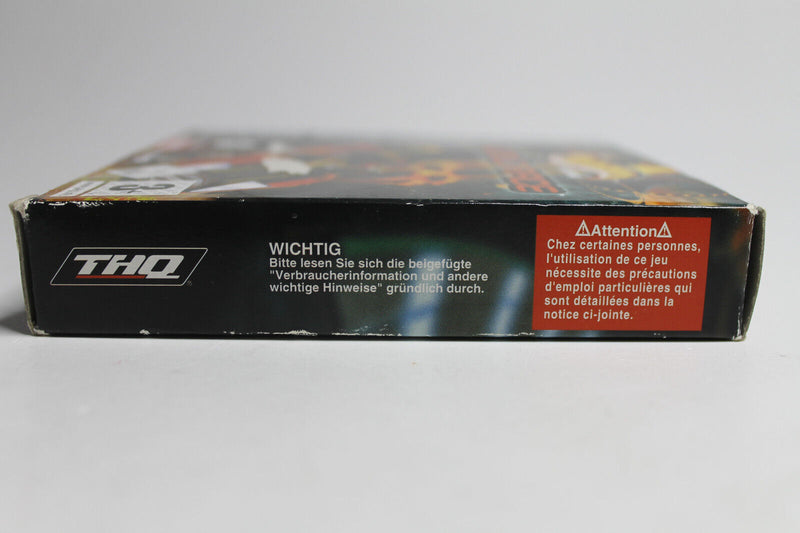 THQ
WICHTIG
Bitte lesen Sie sich die beigefügte
"Verbraucherinformation und andere
wichtige Hinweise" gründlich durch.
⚠Attention⚠
Chez certaines personnes,
l'utilisation de ce jeu
nécessite des précautions
d'emploi particulières qui
sont détaillées dans la
notice ci-jointe.